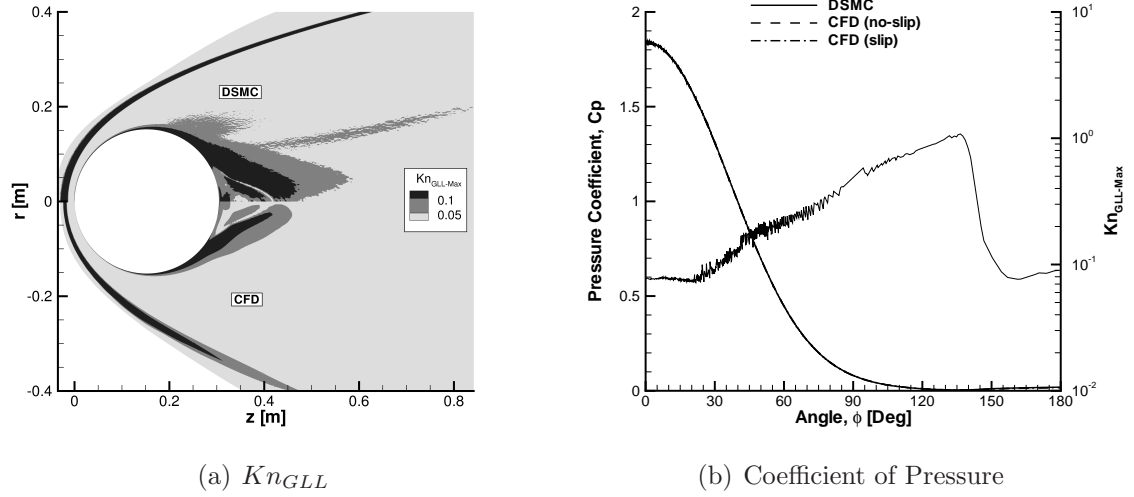 0.4
0.2
0
-0.2
-0.4
r [m]
0
0.2
0.4
0.6
0.8
z [m]
DSMC
CFD
Kn_GLL-Max
0.1
0.05
(a) Kn_GLL
DSMC
CFD (no-slip)
CFD (slip)
2
1.5
1
0.5
0
Pressure Coefficient, Cp
0
30
60
90
120
150
180
Angle, ϕ [Deg]
10^1
10^0
10^-1
10^-2
Kn_GLL-Max
(b) Coefficient of Pressure